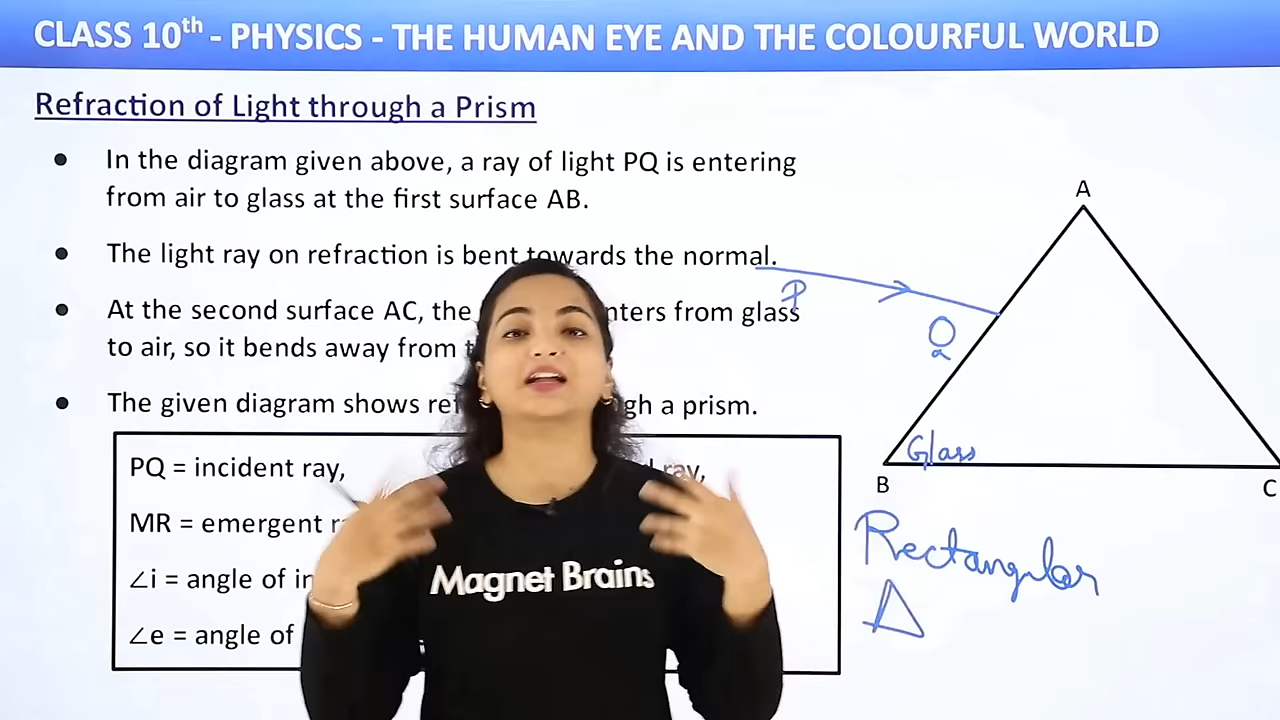 CLASS 10th - PHYSICS - THE HUMAN EYE AND THE COLOURFUL WORLD
Refraction of Light through a Prism
● In the diagram given above, a ray of light PQ is entering
from air to glass at the first surface AB.
● The light ray on refraction is bent towards the normal.
● At the second surface AC, the nters from glass
to air, so it bends away from
● The given diagram shows ref gh a prism.
PQ = incident ray, ray,
MR = emergent r
∠i = angle of in
∠e = angle of
A
P
Q
a
Glass
B
C
Rectangular
Δ
Magnet Brains